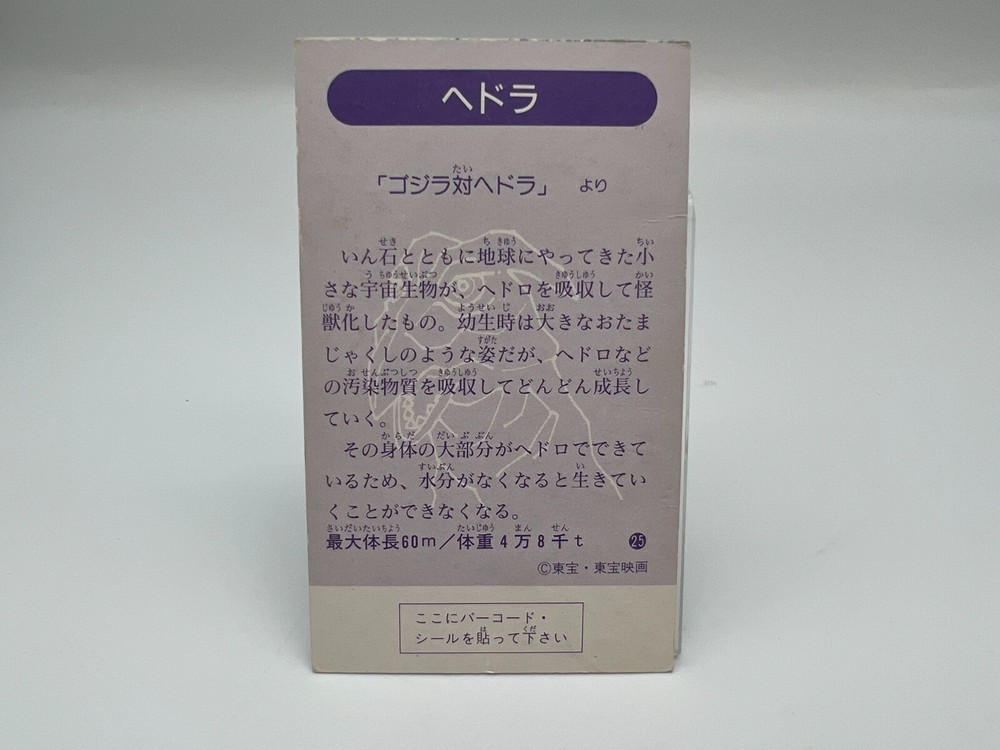 ヘドラ
「ゴジラ対ヘドラ」 より
いん石とともに地球にやってきた小
さな宇宙生物が、ヘドロを吸収して怪
獣化したもの。幼生時は大きなおたま
じゃくしのような姿だが、ヘドロなど
の汚染物質を吸収してどんどん成長し
ていく。
その身体の大部分がヘドロでできて
いるため、水分がなくなると生きてい
くことができなくなる。
最大体長60m/体重4万8千t ㉕
©東宝・東宝映画
ここにバーコード・
シールを貼って下さい